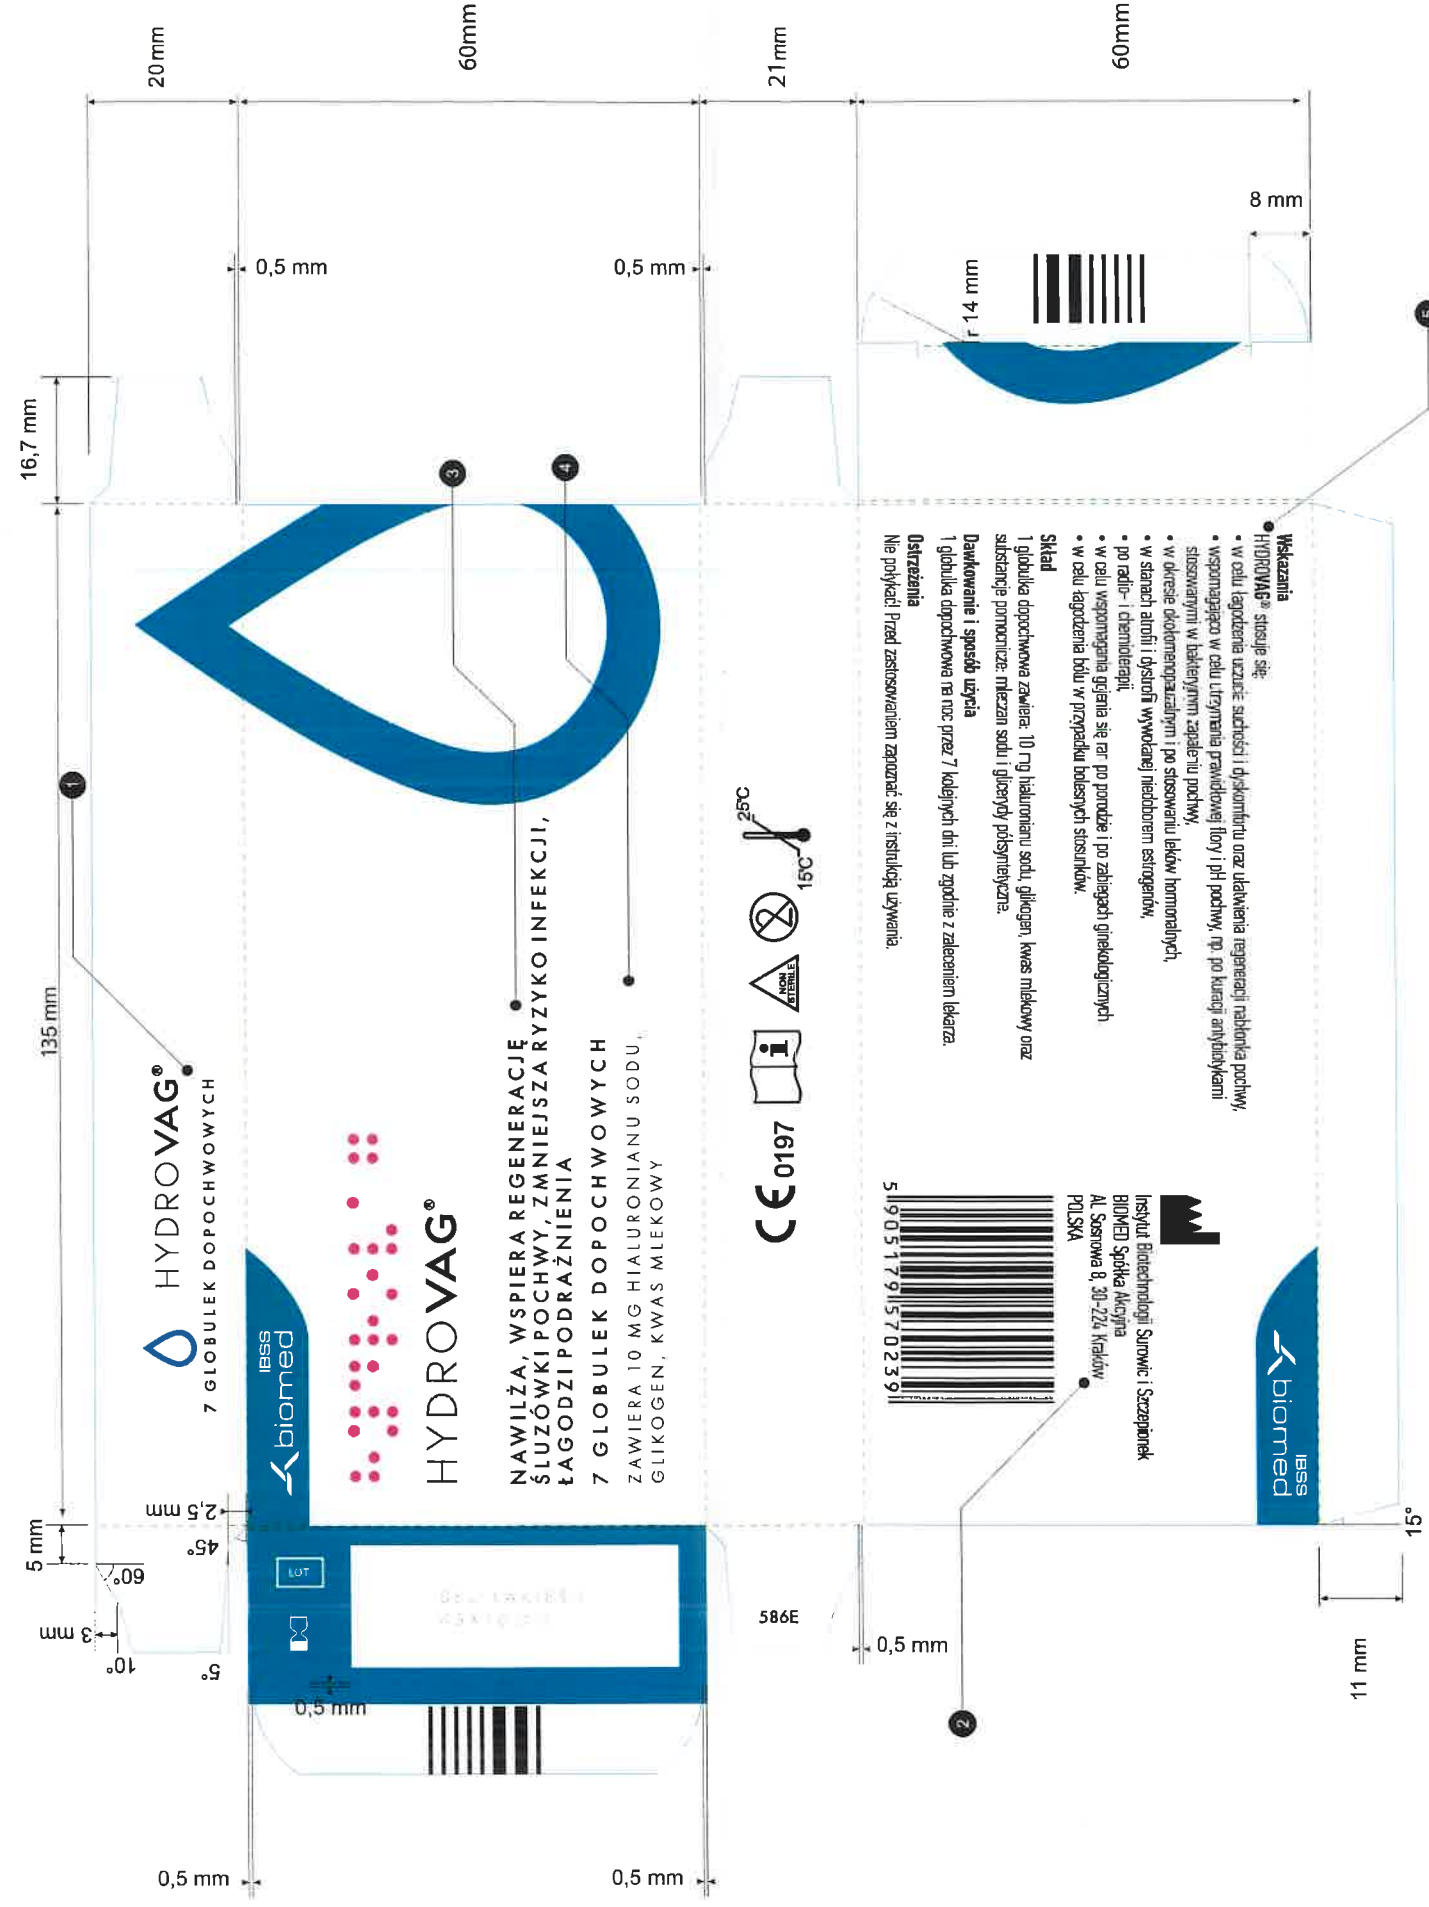 20mm
60mm
21mm
60mm
8 mm
0,5 mm
0,5 mm
r 14 mm
16,7 mm
135 mm
5 mm
1
3
4
5
2
HYDROVAG®
7 GLOBULEK DOPOCHWOWYCH
IBSS
biomed
HYDROVAG®
NAWILŻA, WSPIERA REGENERACJĘ
ŚLUZÓWKI POCHWY, ZMNIEJSZA RYZYKO INFEKCJI,
ŁAGODZI PODRAŻNIENIA
7 GLOBULEK DOPOCHWOWYCH
ZAWIERA 10 MG HIALURONIANU SODU,
GLIKOGEN, KWAS MLEKOWY
CE 0197
i
NON
STERILE
2
15°C
25°C
Wskazania
HYDROVAG® stosuje się:
• w celu łagodzenia uczucia suchości i dyskomfortu oraz ułatwienia regeneracji nabłonka pochwy,
• wspomagająco w celu utrzymania prawidłowej flory i pH pochwy, np. po kuracji antybiotykami
stosowanymi w bakteryjnym zapaleniu pochwy,
• w okresie okołomenopauzalnym i po stosowaniu leków hormonalnych,
• w stanach atrofii i dystrofii wywołanej niedoborem estrogenów,
• po radio- i chemioterapii,
• w celu wspomagania gojenia się ran po porodzie i po zabiegach ginekologicznych
• w celu łagodzenia bólu w przypadku bolesnych stosunków.
Skład
1 globulka dopochwowa zawiera: 10 mg hialuronianu sodu, glikogen, kwas mlekowy oraz
substancje pomocnicze: mleczan sodu i glicerydy półsyntetyczne.
Dawkowanie i sposób użycia
1 globulka dopochwowa na noc przez 7 kolejnych dni lub zgodnie z zaleceniem lekarza.
Ostrzeżenia
Nie połykać! Przed zastosowaniem zapoznać się z instrukcją używania.
Instytut Biotechnologii Surowic i Szczepionek
BIOMED Spółka Akcyjna
Al. Sosnowa 8, 30-224 Kraków
POLSKA
5 905179 570239
IBSS
biomed
LOT
586E
2,5 mm
45°
60°
3 mm
10°
5°
0,5 mm
0,5 mm
15°
11 mm
0,5 mm
0,5 mm